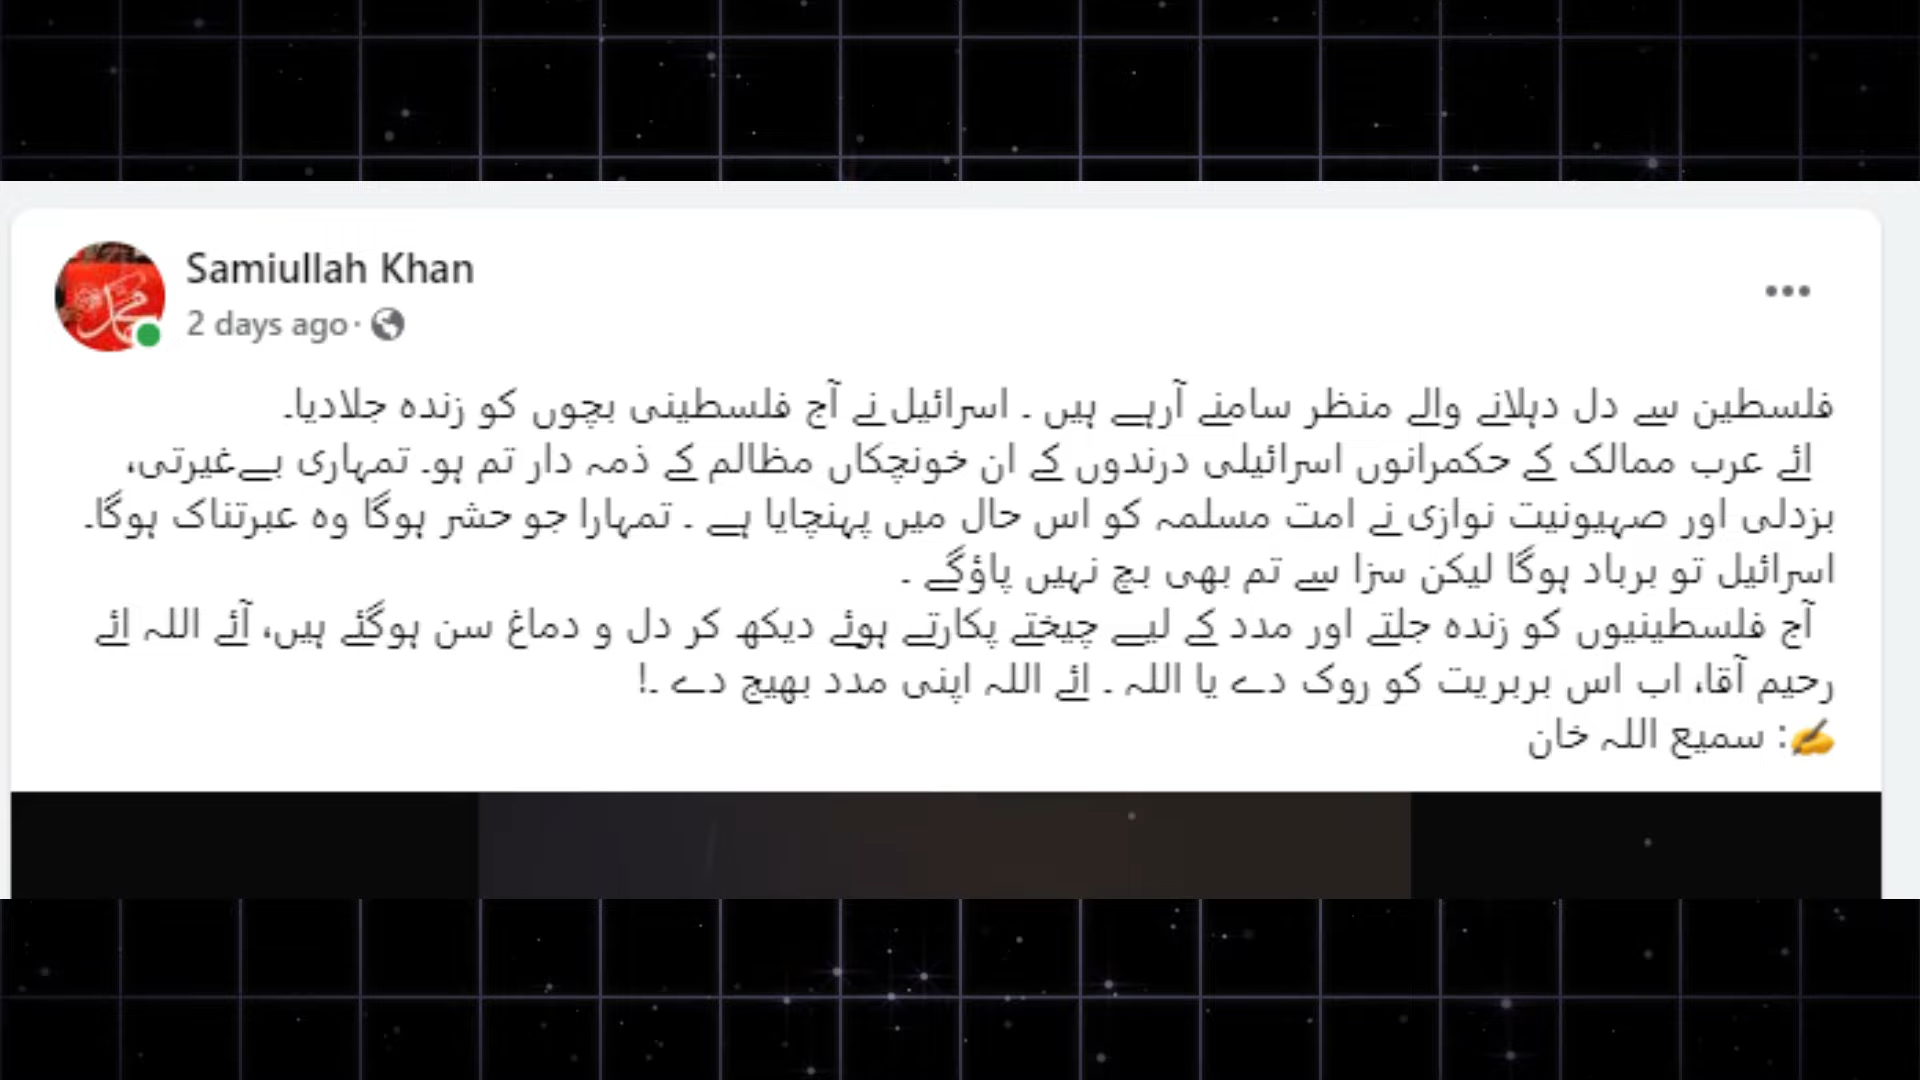 Samiullah Khan
2 days ago ·
فلسطین سے دل دہلانے والے منظر سامنے آرہے ہیں ۔ اسرائیل نے آج فلسطینی بچوں کو زندہ جلادیا۔
ائے عرب ممالک کے حکمرانوں اسرائیلی درندوں کے ان خونچکاں مظالم کے ذمہ دار تم ہو۔ تمہاری بےغیرتی،
بزدلی اور صہیونیت نوازی نے امت مسلمہ کو اس حال میں پہنچایا ہے ۔ تمہارا جو حشر ہوگا وہ عبرتناک ہوگا۔
اسرائیل تو برباد ہوگا لیکن سزا سے تم بھی بچ نہیں پاؤگے ۔
آج فلسطینیوں کو زندہ جلتے اور مدد کے لیے چیختے پکارتے ہوئے دیکھ کر دل و دماغ سن ہوگئے ہیں، آئے اللہ ائے
رحیم آقا، اب اس بربریت کو روک دے یا اللہ ۔ ائے اللہ اپنی مدد بھیج دے ۔!
✍️: سمیع اللہ خان